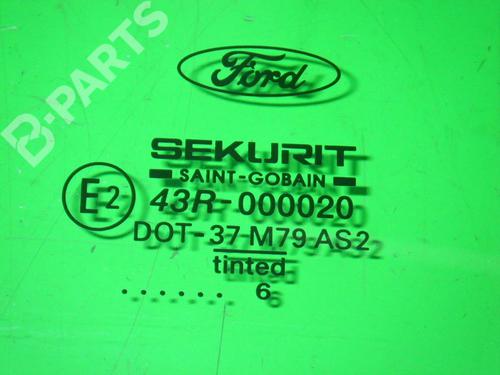 B-PARTS
Ford
SEKURIT
SAINT-GOBAIN
E2
43R-000020
DOT-37-M79-AS2
tinted
. . . . . . 6